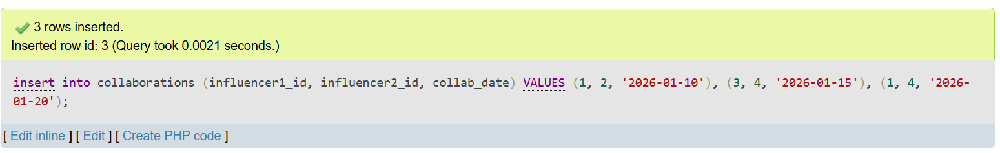 3 rows inserted.
Inserted row id: 3 (Query took 0.0021 seconds.)
insert into collaborations (influencer1_id, influencer2_id, collab_date) VALUES (1, 2, '2026-01-10'), (3, 4, '2026-01-15'), (1, 4, '2026-
01-20');
[ Edit inline ] [ Edit ] [ Create PHP code ]